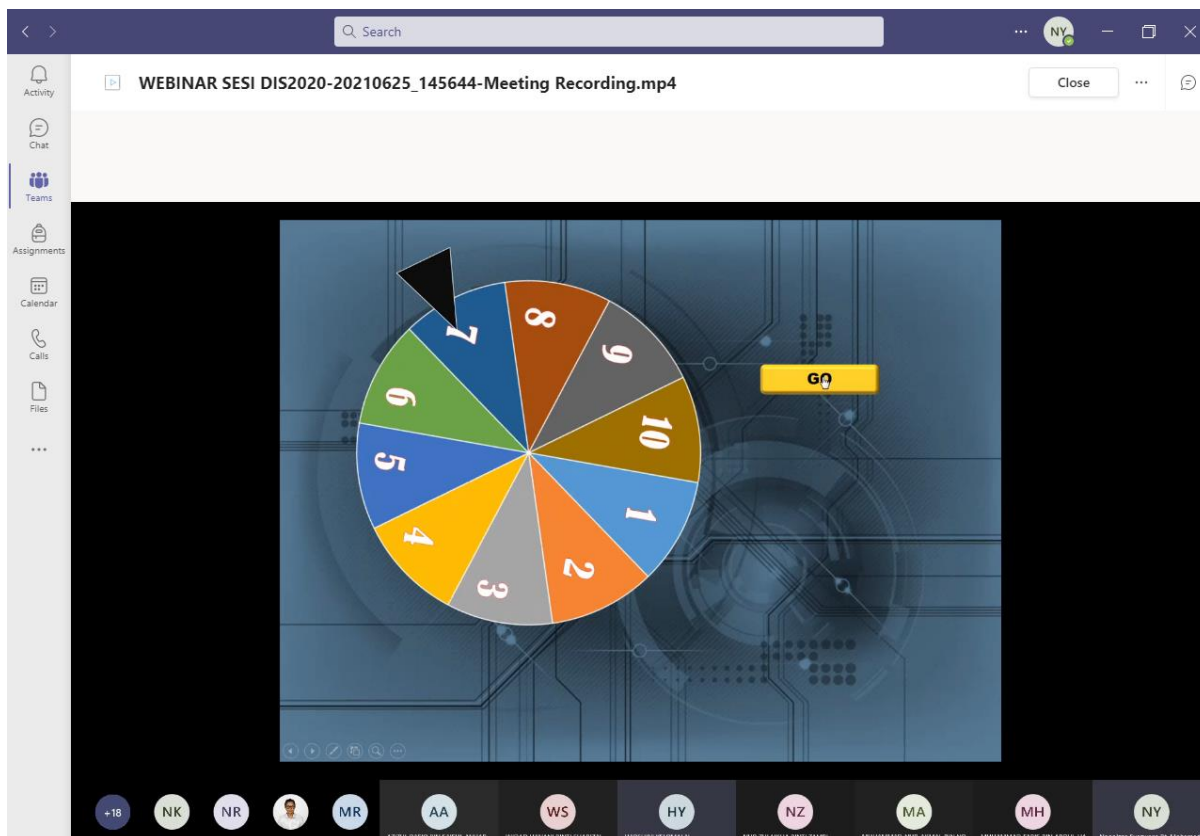 Search
NY
Activity
Chat
Teams
Assignments
Calendar
Calls
Files
WEBINAR SESI DIS2020-20210625_145644-Meeting Recording.mp4
Close
8
7
9
6
10
5
1
4
2
3
GO
+18
NK
NR
MR
AA
WS
HY
NZ
MA
MH
NY